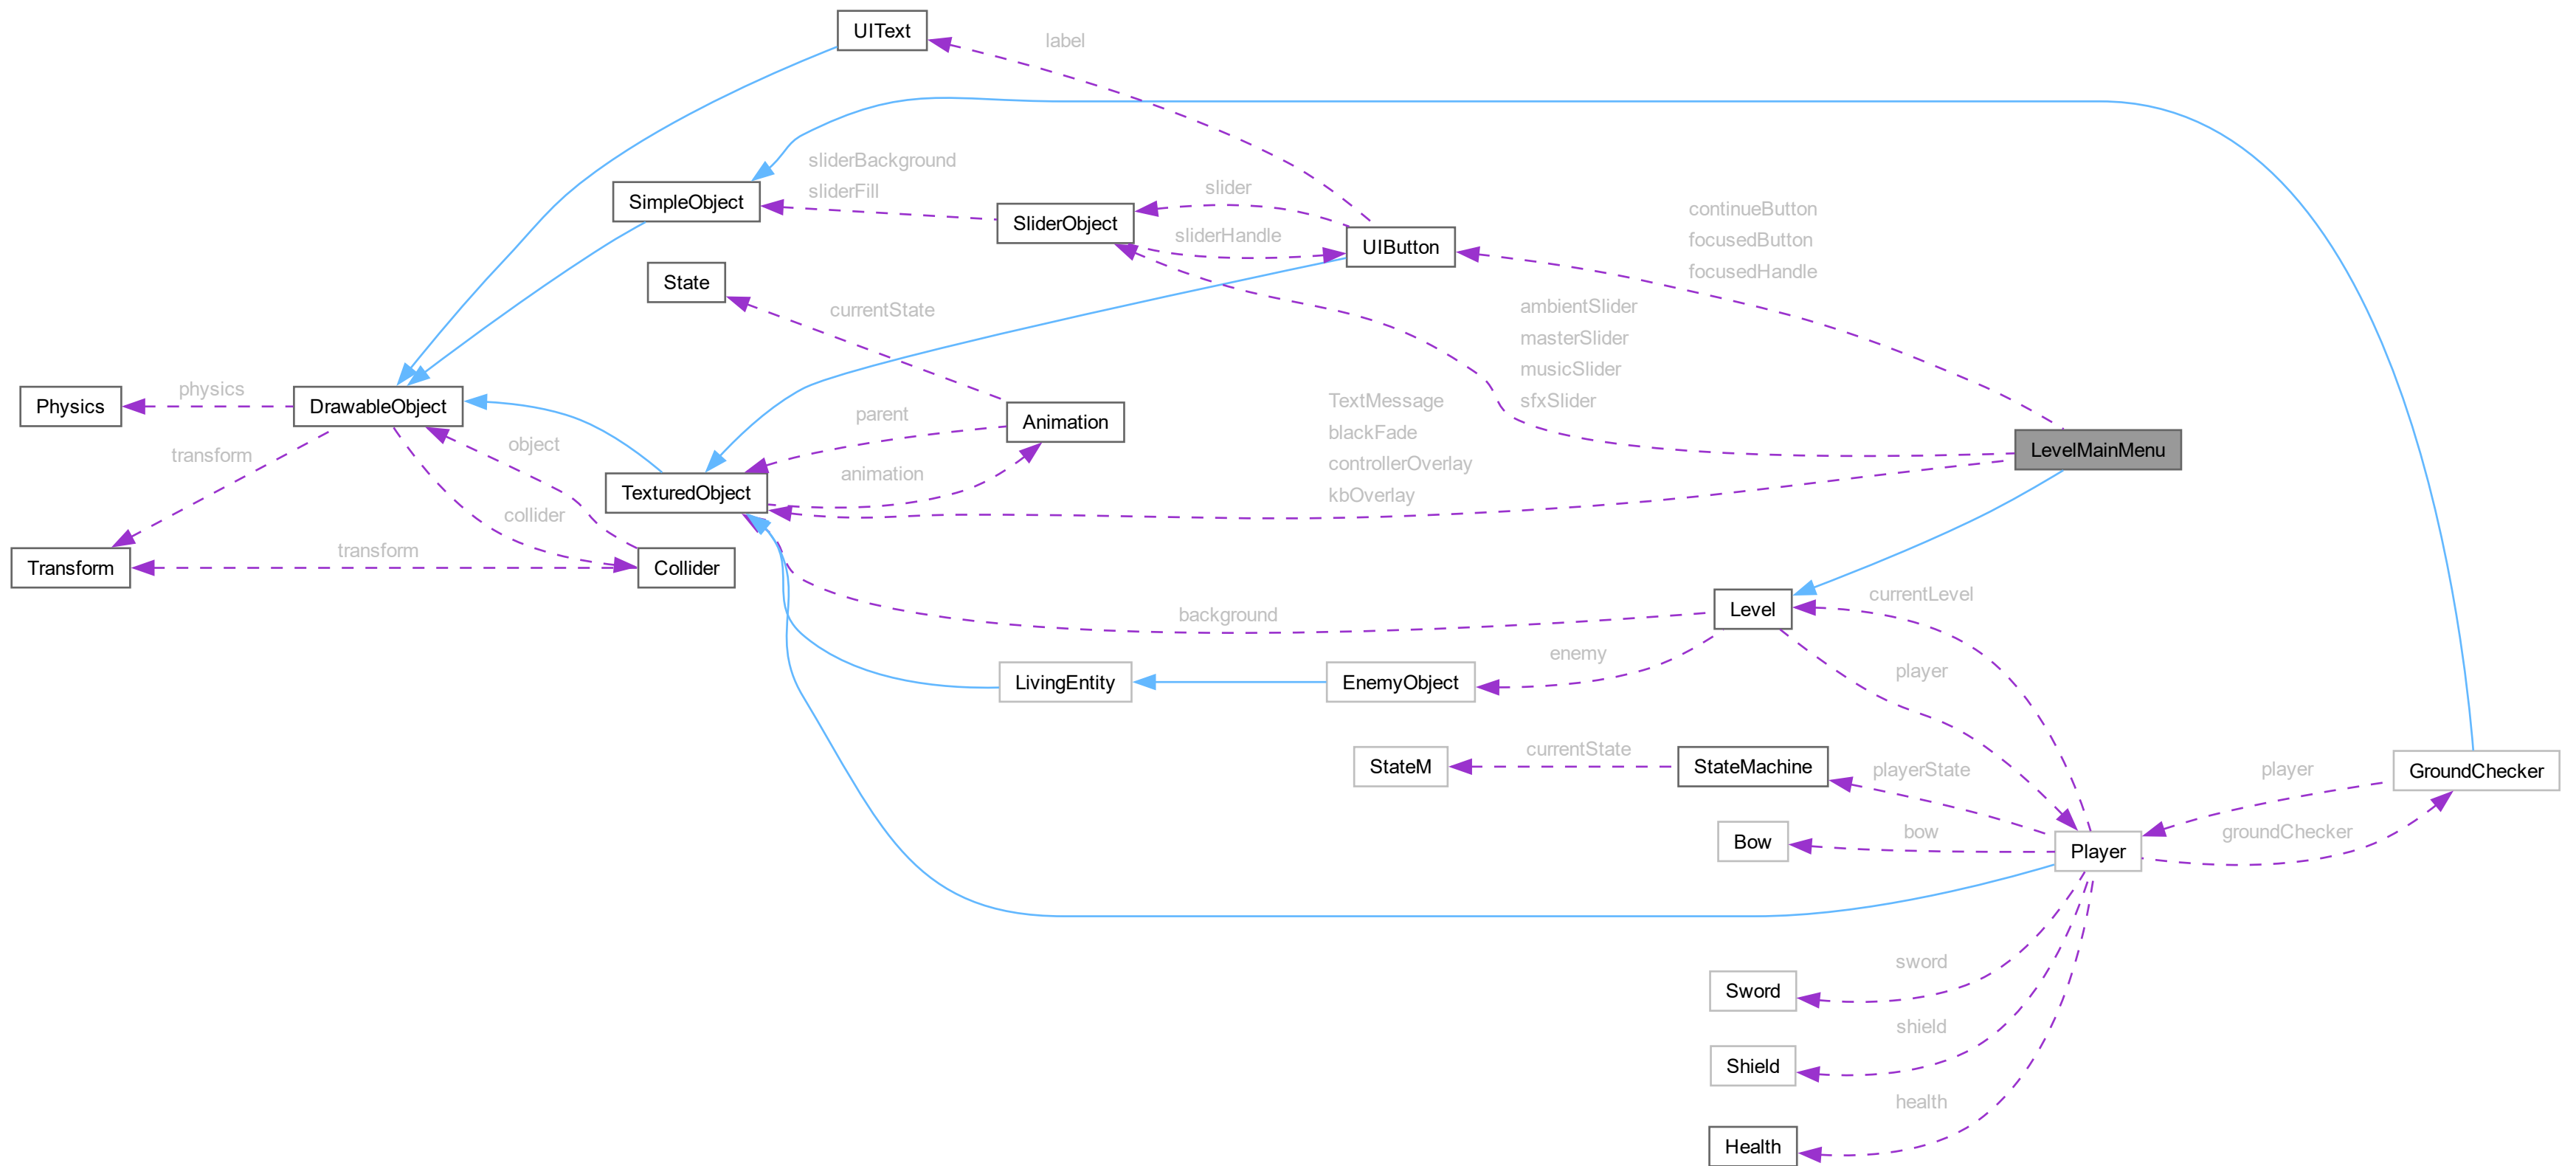 UIText
label
sliderBackground
sliderFill
SimpleObject
slider
SliderObject
sliderHandle
UIButton
continueButton
focusedButton
focusedHandle
State
currentState
ambientSlider
masterSlider
musicSlider
sfxSlider
Physics
physics
DrawableObject
parent
Animation
TextMessage
blackFade
controllerOverlay
kbOverlay
LevelMainMenu
transform
object
animation
TexturedObject
collider
Transform
transform
Collider
background
Level
currentLevel
enemy
player
LivingEntity
EnemyObject
StateM
currentState
StateMachine
playerState
player
GroundChecker
Bow
bow
Player
groundChecker
sword
Sword
shield
Shield
health
Health